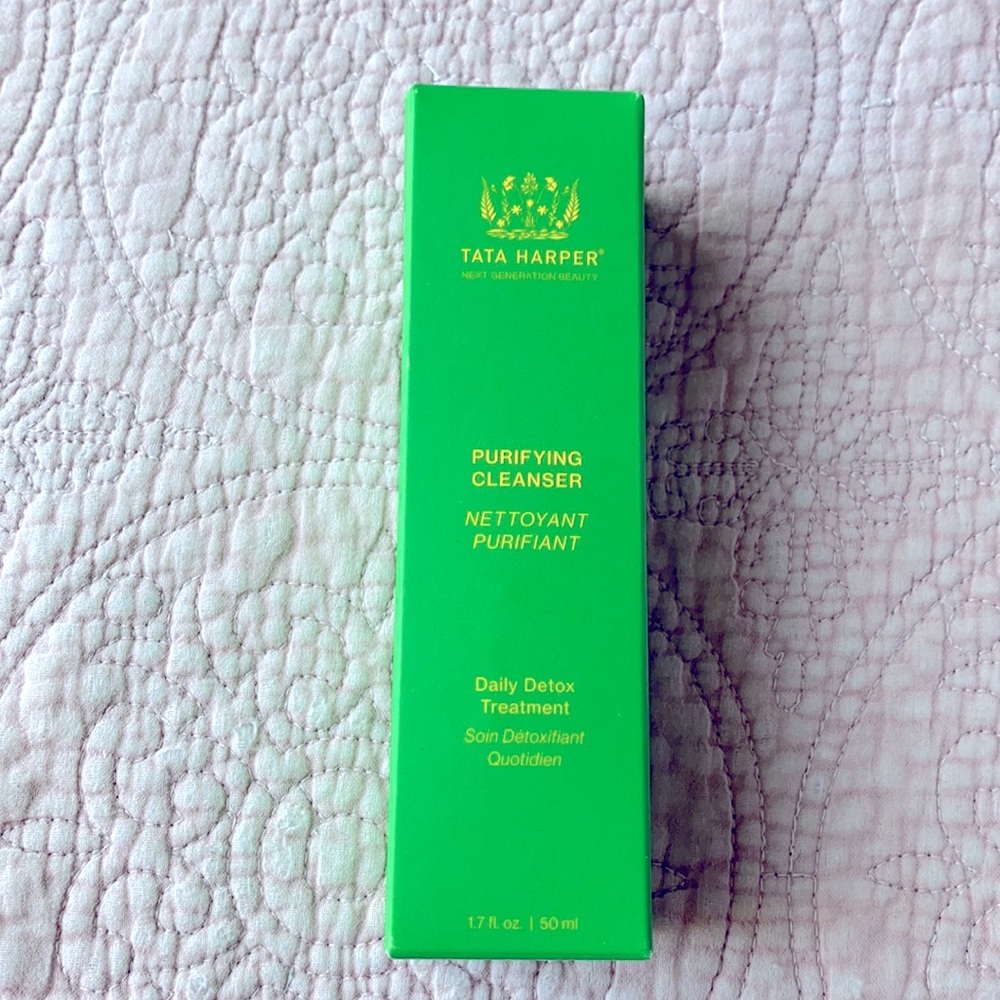 TATA HARPER®
NEXT GENERATION BEAUTY
PURIFYING
CLEANSER
NETTOYANT
PURIFIANT
Daily Detox
Treatment
Soin Détoxifiant
Quotidien
1.7 fl. oz. | 50 ml